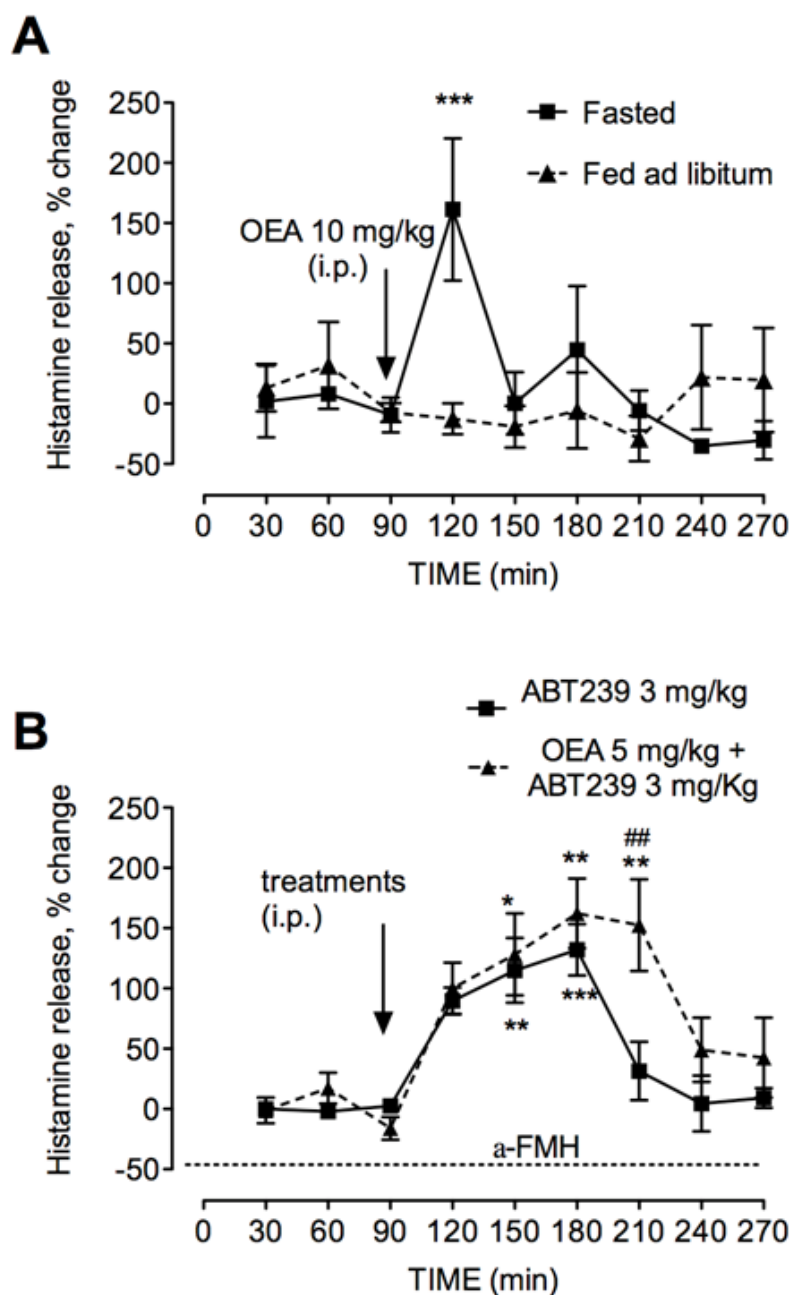 A
Histamine release, % change
250
200
150
100
50
0
-50
***
Fasted
Fed ad libitum
OEA 10 mg/kg
(i.p.)
0 30 60 90 120 150 180 210 240 270
TIME (min)
B
ABT239 3 mg/kg
OEA 5 mg/kg +
ABT239 3 mg/Kg
Histamine release, % change
250
200
150
100
50
0
-50
treatments
(i.p.)
*
**
**
***
##
**
a-FMH
0 30 60 90 120 150 180 210 240 270
TIME (min)